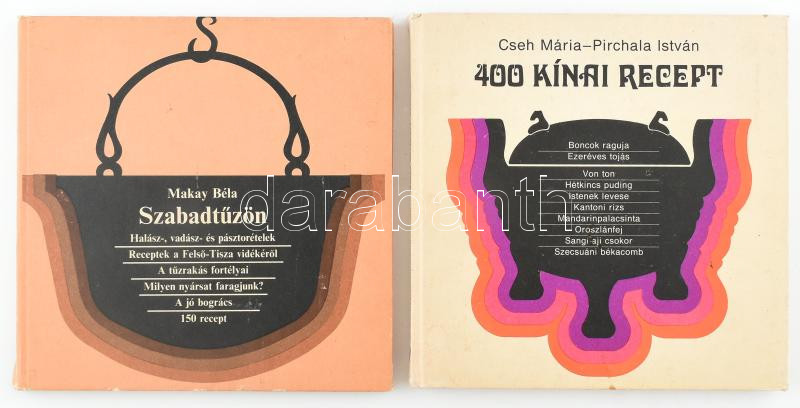 Makay Béla
Szabadtűzön
Halász-, vadász- és pásztorételek
Receptek a Felső-Tisza vidékéről
A tűzrakás fortélyai
Milyen nyársat faragjunk?
A jó bogrács
150 recept
Cseh Mária–Pirchala István
400 KÍNAI RECEPT
Boncok raguja
Ezeréves tojás
Von ton
Hétkincs puding
Istenek levese
Kantoni rizs
Mandarinpalacsinta
Oroszlánfej
Sangi-aji csokor
Szecsuáni békacomb
darabanth